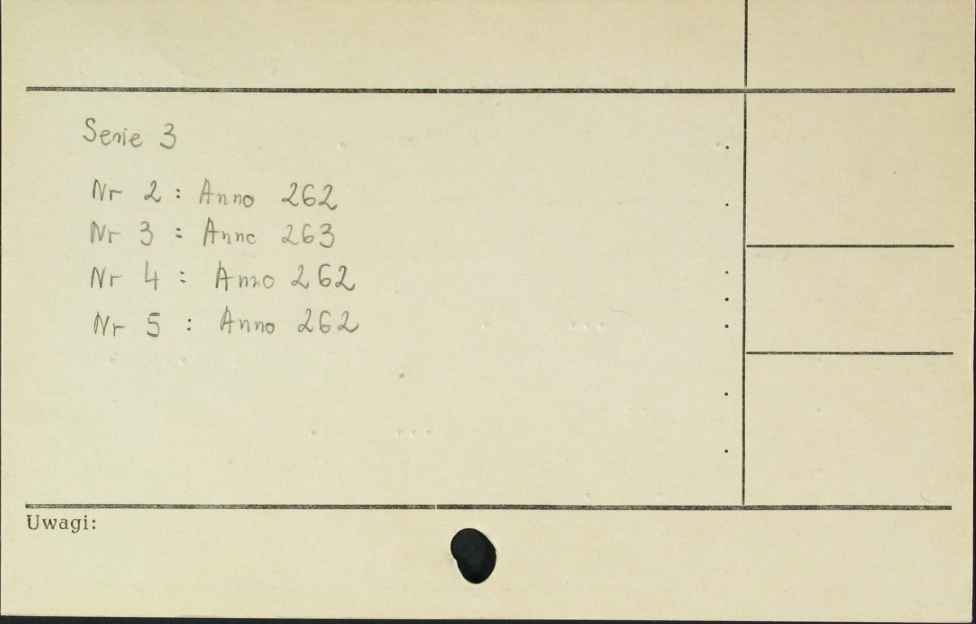 Serie 3
Nr 2 : Anno 262
Nr 3 : Anno 263
Nr 4 : Anno 262
Nr 5 : Anno 262
Uwagi: